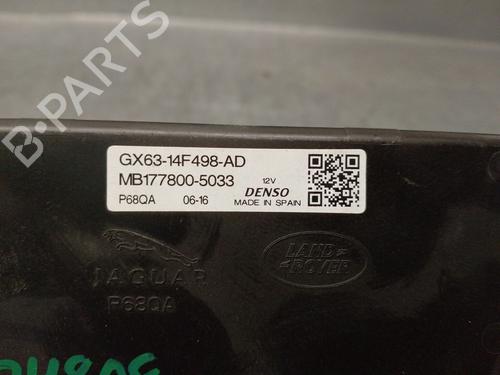 B-PARTS
GX63-14F498-AD
MB177800-5033
12V
DENSO
P68QA 06-16 MADE IN SPAIN
JAGUAR
LAND
ROVER
P68QA